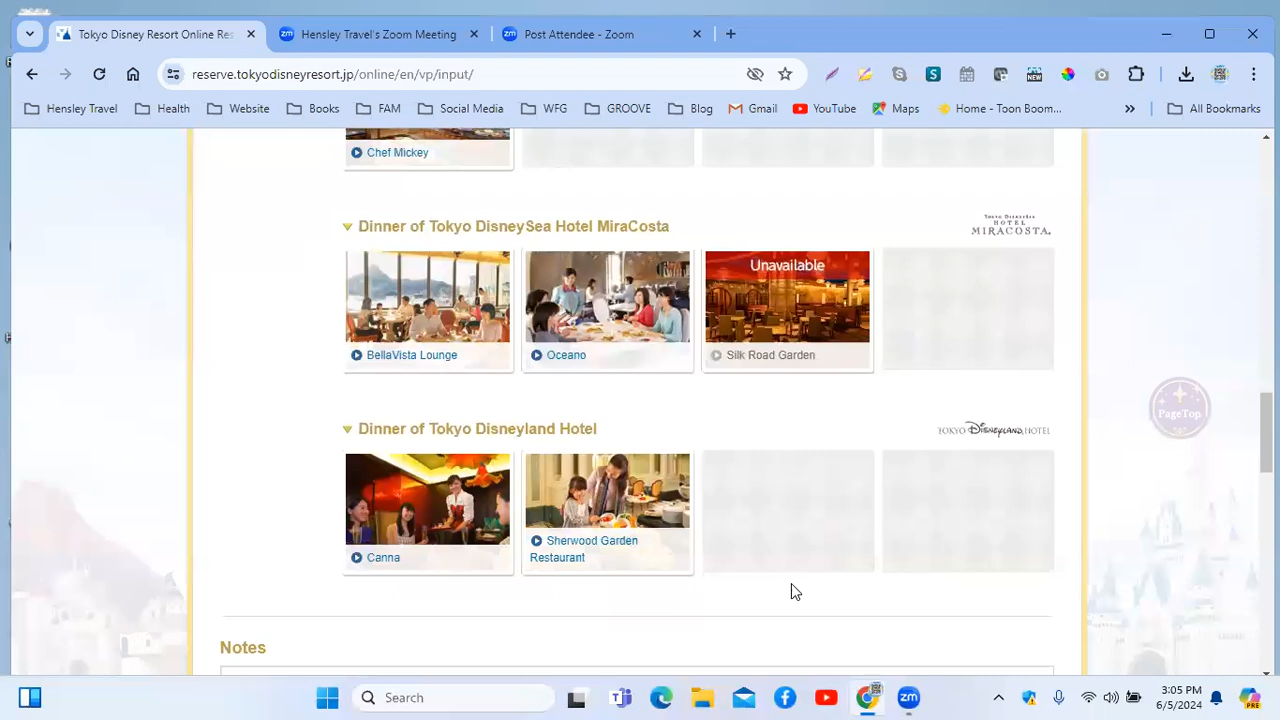 Tokyo Disney Resort Online Res
Hensley Travel's Zoom Meeting
Post Attendee - Zoom
reserve.tokyodisneyresort.jp/online/en/vp/input/
Hensley Travel
Health
Website
Books
FAM
Social Media
WFG
GROOVE
Blog
Gmail
YouTube
Maps
Home - Toon Boom...
All Bookmarks
Chef Mickey
Dinner of Tokyo DisneySea Hotel MiraCosta
TOKYO DISNEYSEA
HOTEL
MIRACOSTA.
Unavailable
BellaVista Lounge
Oceano
Silk Road Garden
PageTop
Dinner of Tokyo Disneyland Hotel
TOKYO Disneyland HOTEL
Canna
Sherwood Garden
Restaurant
Notes
Search
3:05 PM
6/5/2024